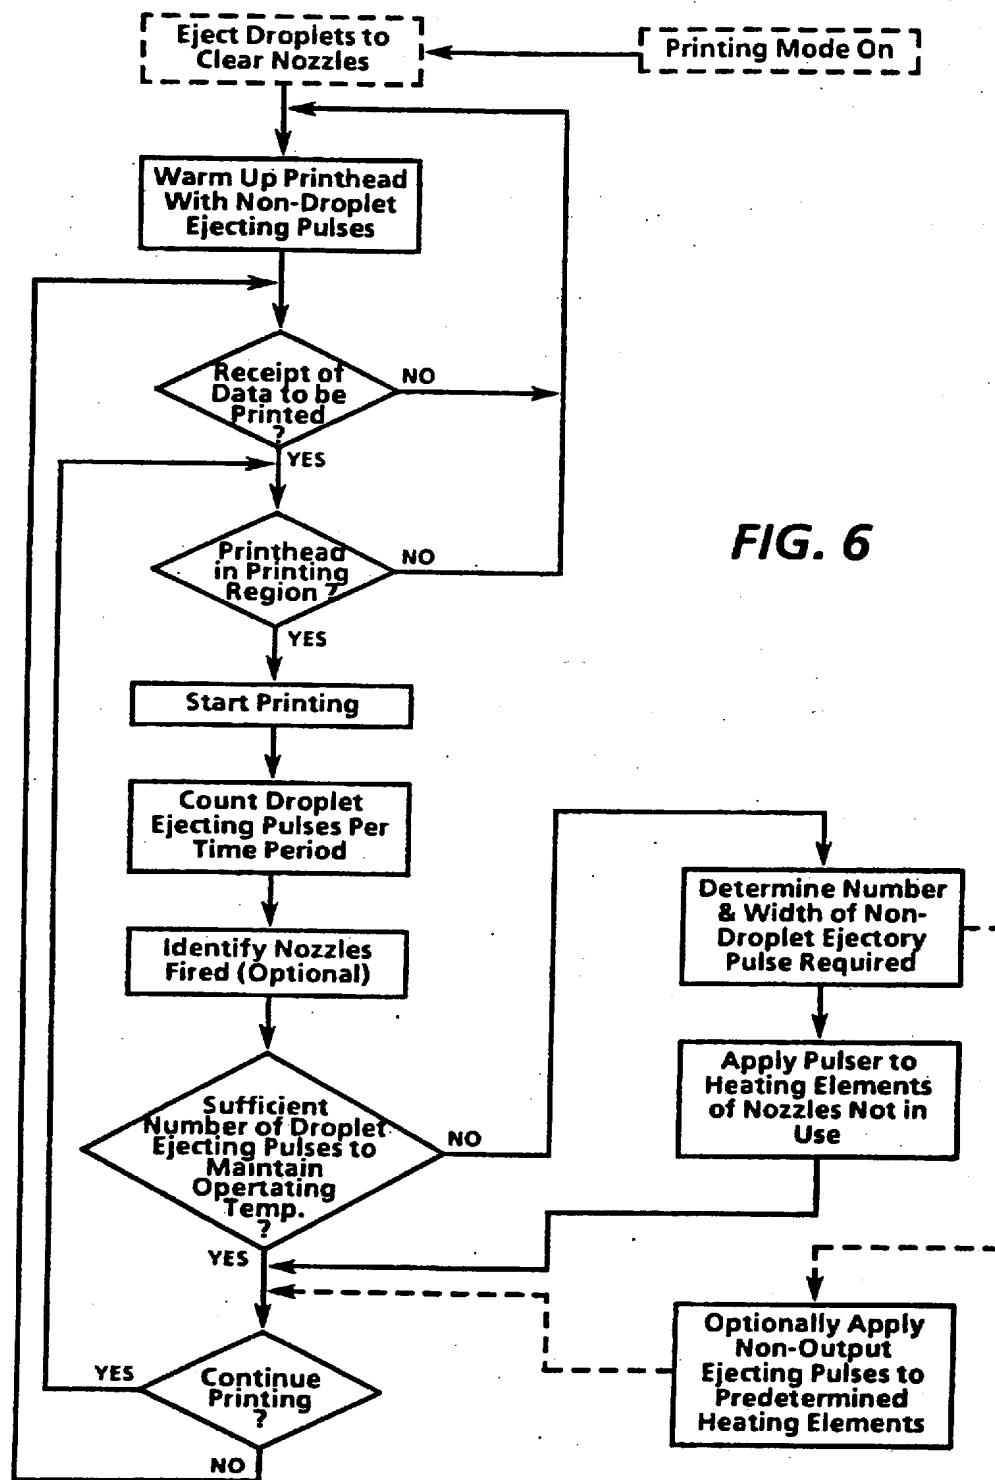 Eject Droplets to
Clear Nozzles
Printing Mode On
Warm Up Printhead
With Non-Droplet
Ejecting Pulses
Receipt of
Data to be
Printed
?
NO
YES
Printhead
in Printing
Region ?
NO
YES
FIG. 6
Start Printing
Count Droplet
Ejecting Pulses Per
Time Period
Identify Nozzles
Fired (Optional)
Sufficient
Number of Droplet
Ejecting Pulses to
Maintain
Opertating
Temp.
?
NO
YES
Determine Number
& Width of Non-
Droplet Ejectory
Pulse Required
Apply Pulser to
Heating Elements
of Nozzles Not in
Use
Optionally Apply
Non-Output
Ejecting Pulses to
Predetermined
Heating Elements
Continue
Printing
?
YES
NO